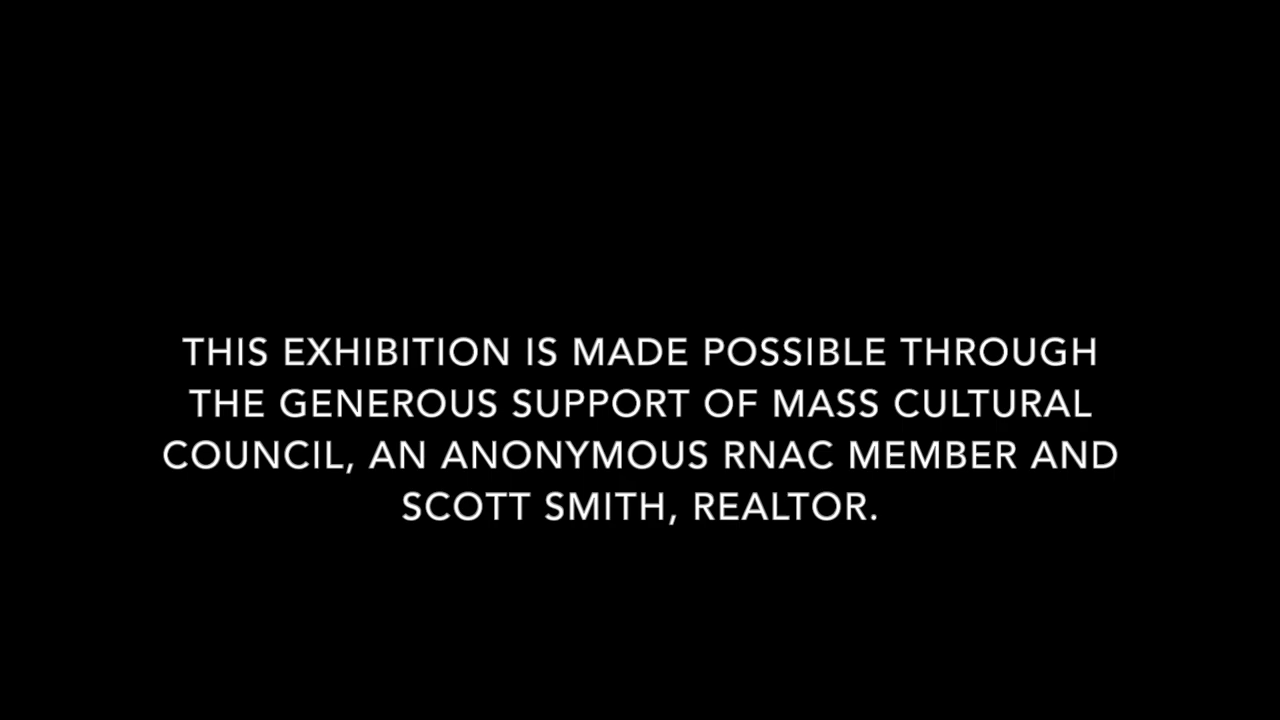 THIS EXHIBITION IS MADE POSSIBLE THROUGH
THE GENEROUS SUPPORT OF MASS CULTURAL
COUNCIL, AN ANONYMOUS RNAC MEMBER AND
SCOTT SMITH, REALTOR.